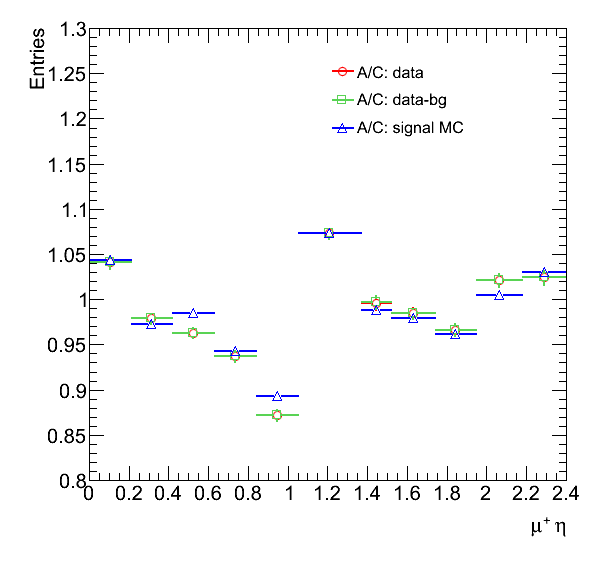 Entries
1.3
1.25
1.2
1.15
1.1
1.05
1
0.95
0.9
0.85
0.8
A/C: data
A/C: data-bg
A/C: signal MC
0 0.2 0.4 0.6 0.8 1 1.2 1.4 1.6 1.8 2 2.2 2.4
μ⁺ η